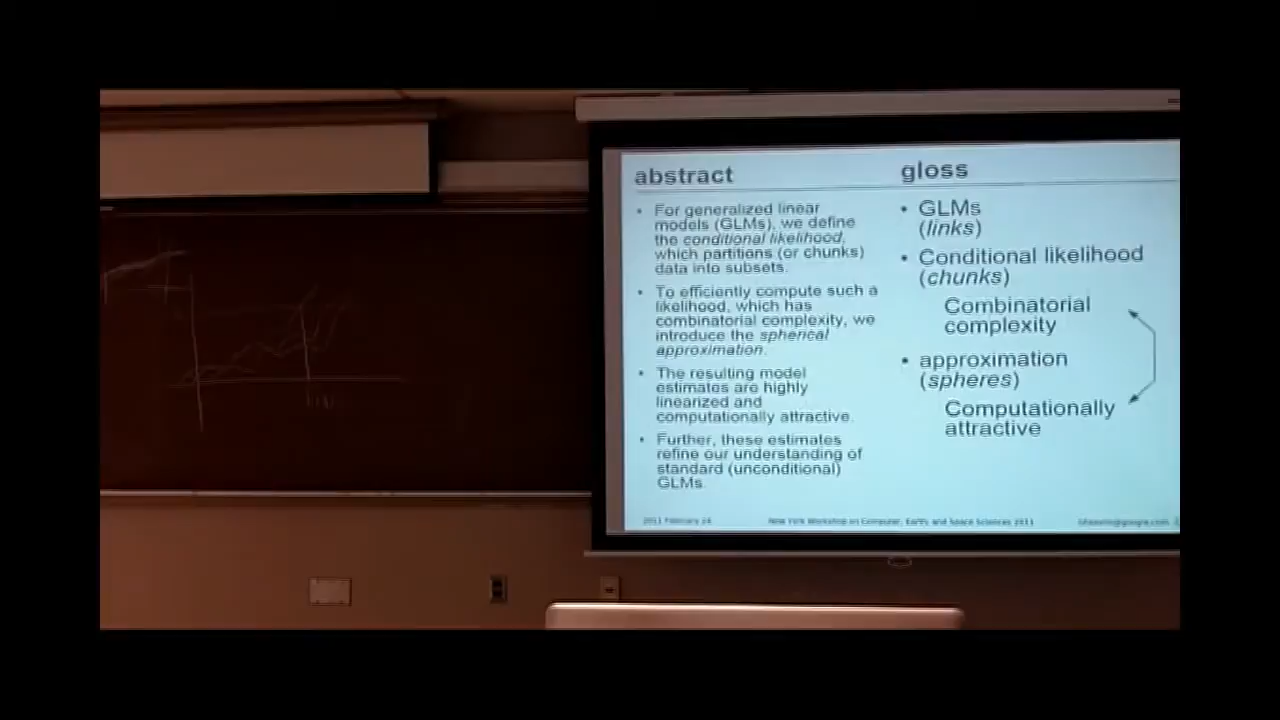 abstract
gloss
• For generalized linear
models (GLMs), we define
the conditional likelihood,
which partitions (or chunks)
data into subsets.
• To efficiently compute such a
likelihood, which has
combinatorial complexity, we
introduce the spherical
approximation.
• The resulting model
estimates are highly
linearized and
computationally attractive.
• Further, these estimates
refine our understanding of
standard (unconditional)
GLMs.
• GLMs
(links)
• Conditional likelihood
(chunks)
Combinatorial
complexity
• approximation
(spheres)
Computationally
attractive
2011 February 24
New York Workshop on Computer, Earth, and Space Sciences 2011